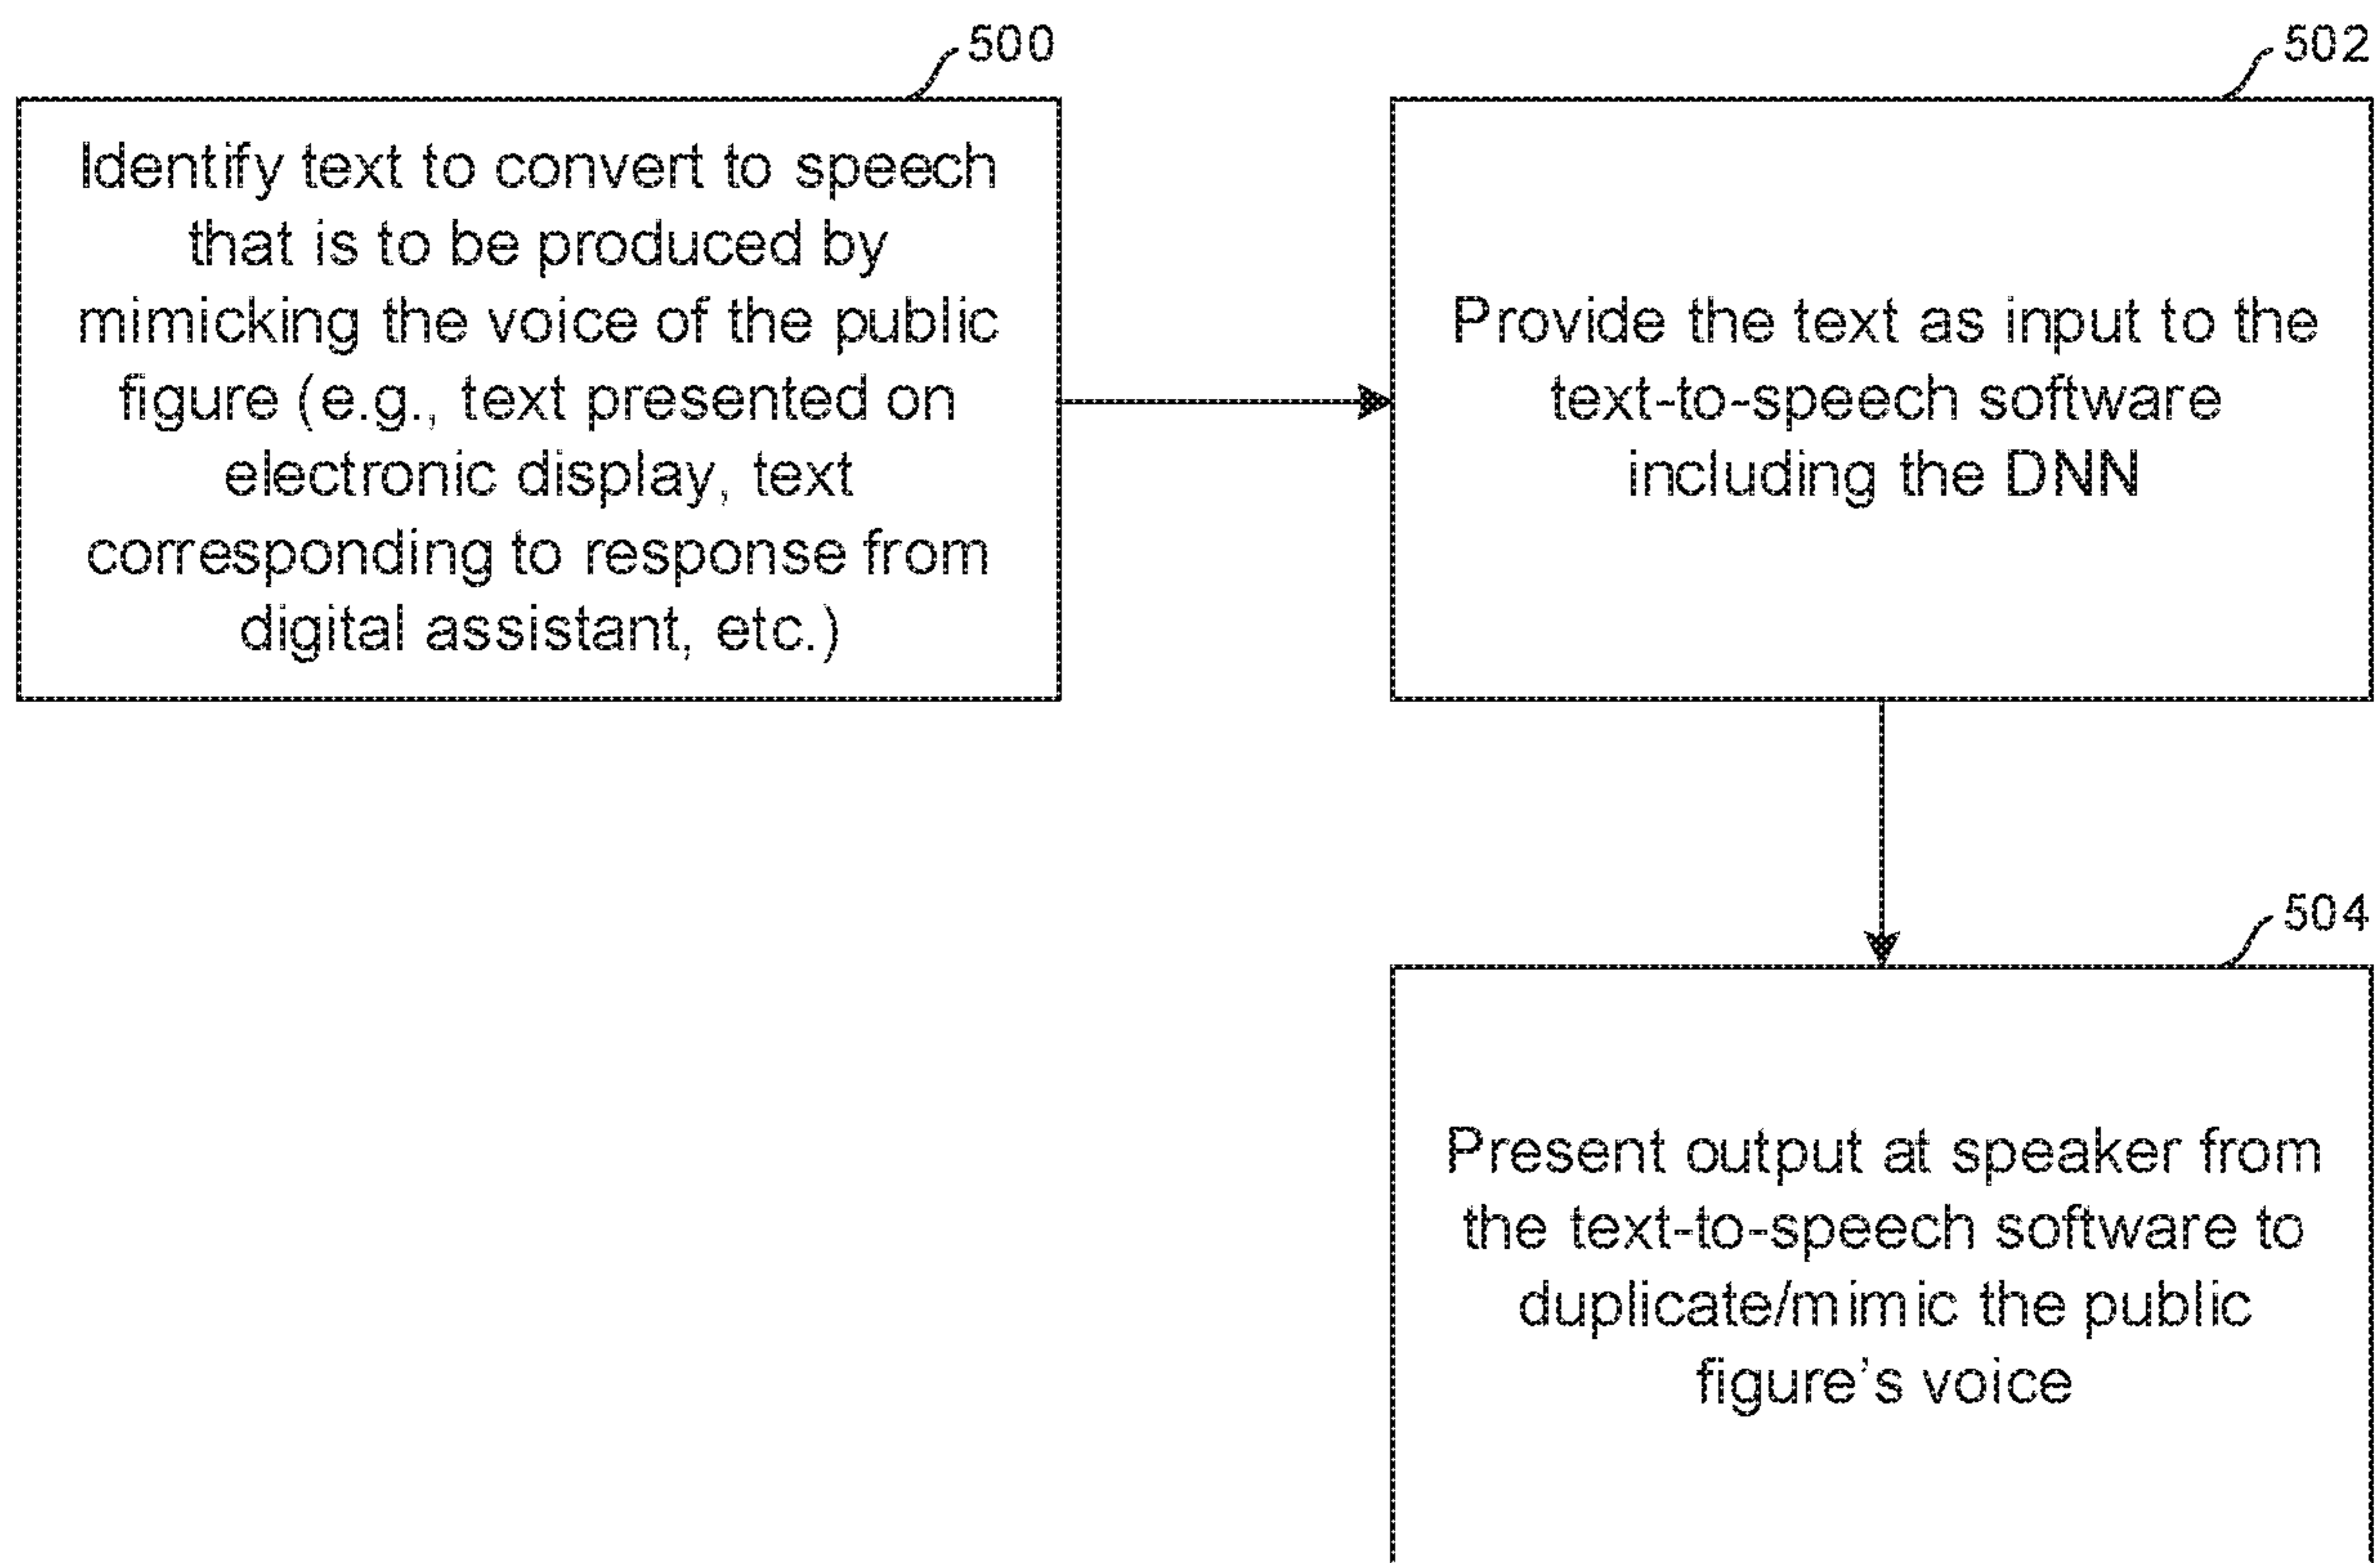 500
Identify text to convert to speech
that is to be produced by
mimicking the voice of the public
figure (e.g., text presented on
electronic display, text
corresponding to response from
digital assistant, etc.)
502
Provide the text as input to the
text-to-speech software
including the DNN
504
Present output at speaker from
the text-to-speech software to
duplicate/mimic the public
figure's voice